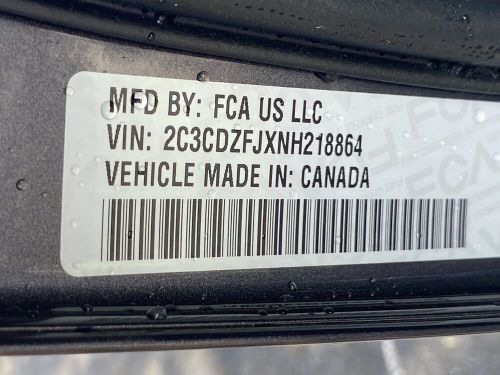 MFD BY: FCA US LLC
VIN: 2C3CDZFJXNH218864
VEHICLE MADE IN: CANADA